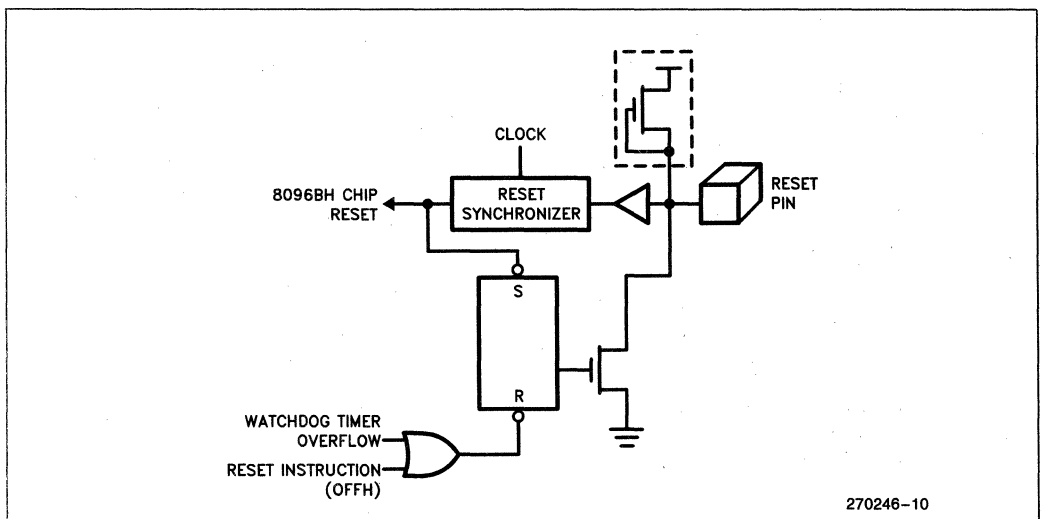 CLOCK
8096BH CHIP
RESET
RESET
SYNCHRONIZER
RESET
PIN
S
R
WATCHDOG TIMER
OVERFLOW
RESET INSTRUCTION
(OFFH)
270246-10